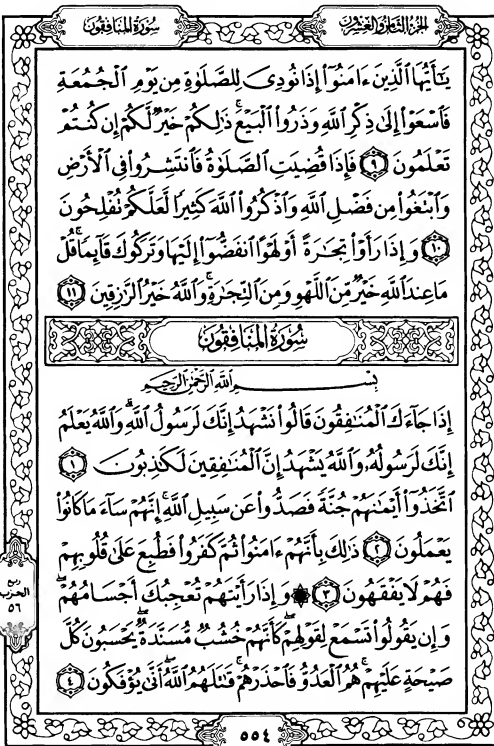 الجزء الثامن والعشرون
سورة المنافقون
يَـٰٓأَيُّهَا ٱلَّذِينَ ءَامَنُوٓا۟ إِذَا نُودِىَ لِلصَّلَوٰةِ مِن يَوْمِ ٱلْجُمُعَةِ
فَٱسْعَوْا۟ إِلَىٰ ذِكْرِ ٱللَّهِ وَذَرُوا۟ ٱلْبَيْعَ ۚ ذَٰلِكُمْ خَيْرٌ لَّكُمْ إِن كُنتُمْ
تَعْلَمُونَ ٩ فَإِذَا قُضِيَتِ ٱلصَّلَوٰةُ فَٱنتَشِرُوا۟ فِى ٱلْأَرْضِ
وَٱبْتَغُوا۟ مِن فَضْلِ ٱللَّهِ وَٱذْكُرُوا۟ ٱللَّهَ كَثِيرًا لَّعَلَّكُمْ تُفْلِحُونَ
١٠ وَإِذَا رَأَوْا۟ تِجَـٰرَةً أَوْ لَهْوًا ٱنفَضُّوٓا۟ إِلَيْهَا وَتَرَكُوكَ قَآئِمًا ۚ قُلْ
مَا عِندَ ٱللَّهِ خَيْرٌ مِّنَ ٱللَّهْوِ وَمِنَ ٱلتِّجَـٰرَةِ ۚ وَٱللَّهُ خَيْرُ ٱلرَّٰزِقِينَ ١١
سُورَةُ المُنَافِقُونَ
بِسْمِ ٱللَّهِ ٱلرَّحْمَـٰنِ ٱلرَّحِيمِ
إِذَا جَآءَكَ ٱلْمُنَـٰفِقُونَ قَالُوا۟ نَشْهَدُ إِنَّكَ لَرَسُولُ ٱللَّهِ ۗ وَٱللَّهُ يَعْلَمُ
إِنَّكَ لَرَسُولُهُۥ وَٱللَّهُ يَشْهَدُ إِنَّ ٱلْمُنَـٰفِقِينَ لَكَـٰذِبُونَ ١
ٱتَّخَذُوٓا۟ أَيْمَـٰنَهُمْ جُنَّةً فَصَدُّوا۟ عَن سَبِيلِ ٱللَّهِ ۚ إِنَّهُمْ سَآءَ مَا كَانُوا۟
يَعْمَلُونَ ٢ ذَٰلِكَ بِأَنَّهُمْ ءَامَنُوا۟ ثُمَّ كَفَرُوا۟ فَطُبِعَ عَلَىٰ قُلُوبِهِمْ
فَهُمْ لَا يَفْقَهُونَ ٣ ۞ وَإِذَا رَأَيْتَهُمْ تُعْجِبُكَ أَجْسَامُهُمْ ۖ
وَإِن يَقُولُوا۟ تَسْمَعْ لِقَوْلِهِمْ ۖ كَأَنَّهُمْ خُشُبٌ مُّسَنَّدَةٌ ۖ يَحْسَبُونَ كُلَّ
صَيْحَةٍ عَلَيْهِمْ ۚ هُمُ ٱلْعَدُوُّ فَٱحْذَرْهُمْ ۚ قَـٰتَلَهُمُ ٱللَّهُ ۖ أَنَّىٰ يُؤْفَكُونَ ٤
ربع
الحزب
٥٦
٥٥٤